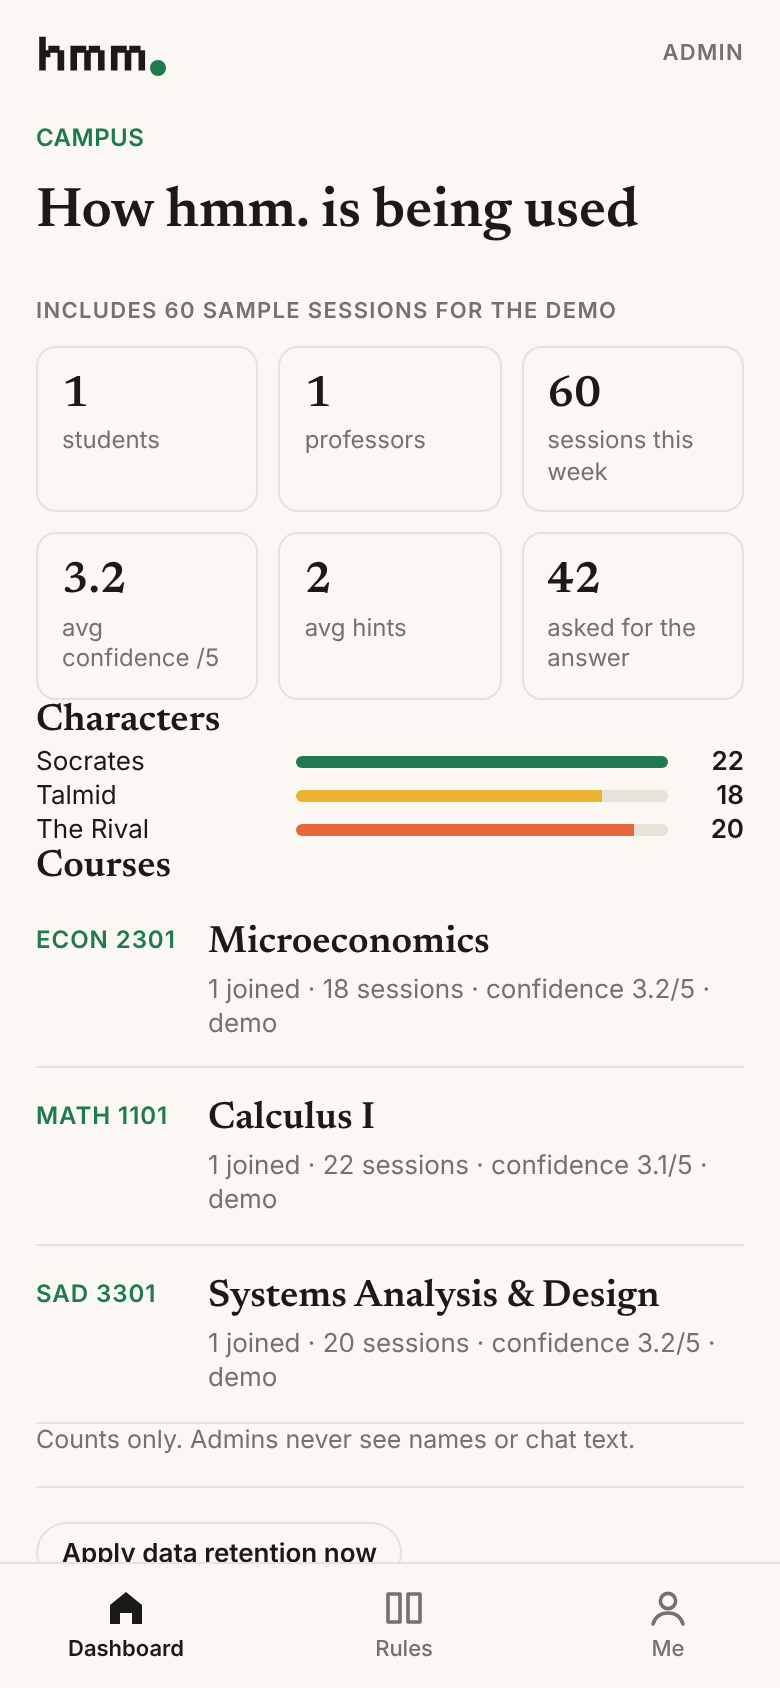 hmm.
ADMIN
CAMPUS
How hmm. is being used
INCLUDES 60 SAMPLE SESSIONS FOR THE DEMO
1
students
1
professors
60
sessions this
week
3.2
avg
confidence /5
2
avg hints
42
asked for the
answer
Characters
Socrates 22
Talmid 18
The Rival 20
Courses
ECON 2301 Microeconomics
1 joined · 18 sessions · confidence 3.2/5 ·
demo
MATH 1101 Calculus I
1 joined · 22 sessions · confidence 3.1/5 ·
demo
SAD 3301 Systems Analysis & Design
1 joined · 20 sessions · confidence 3.2/5 ·
demo
Counts only. Admins never see names or chat text.
Apply data retention now
Dashboard Rules Me